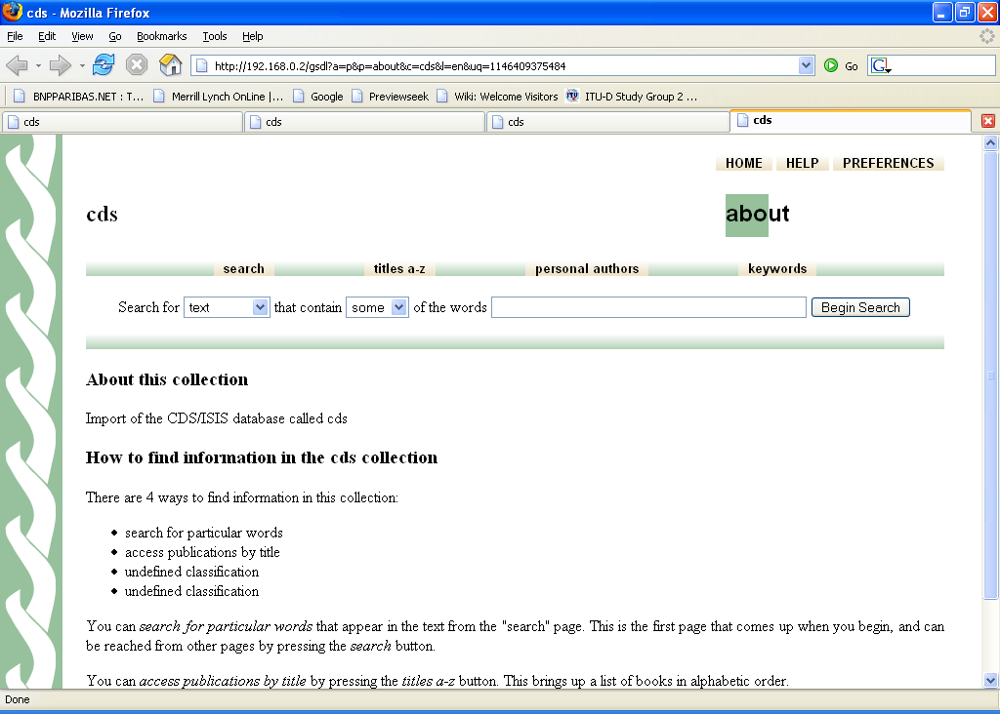 cds - Mozilla Firefox
File Edit View Go Bookmarks Tools Help
http://192.168.0.2/gsdl?a=p&p=about&c=cds&l=en&uq=1146409375484 Go G
BNPPARIBAS.NET : T... Merrill Lynch OnLine |... Google Previewseek Wiki: Welcome Visitors ITU ITU-D Study Group 2 ...
cds cds cds cds
HOME HELP PREFERENCES
cds about
search titles a-z personal authors keywords
Search for text that contain some of the words Begin Search
About this collection
Import of the CDS/ISIS database called cds
How to find information in the cds collection
There are 4 ways to find information in this collection:
search for particular words
access publications by title
undefined classification
undefined classification
You can search for particular words that appear in the text from the "search" page. This is the first page that comes up when you begin, and can
be reached from other pages by pressing the search button.
You can access publications by title by pressing the titles a-z button. This brings up a list of books in alphabetic order.
Done